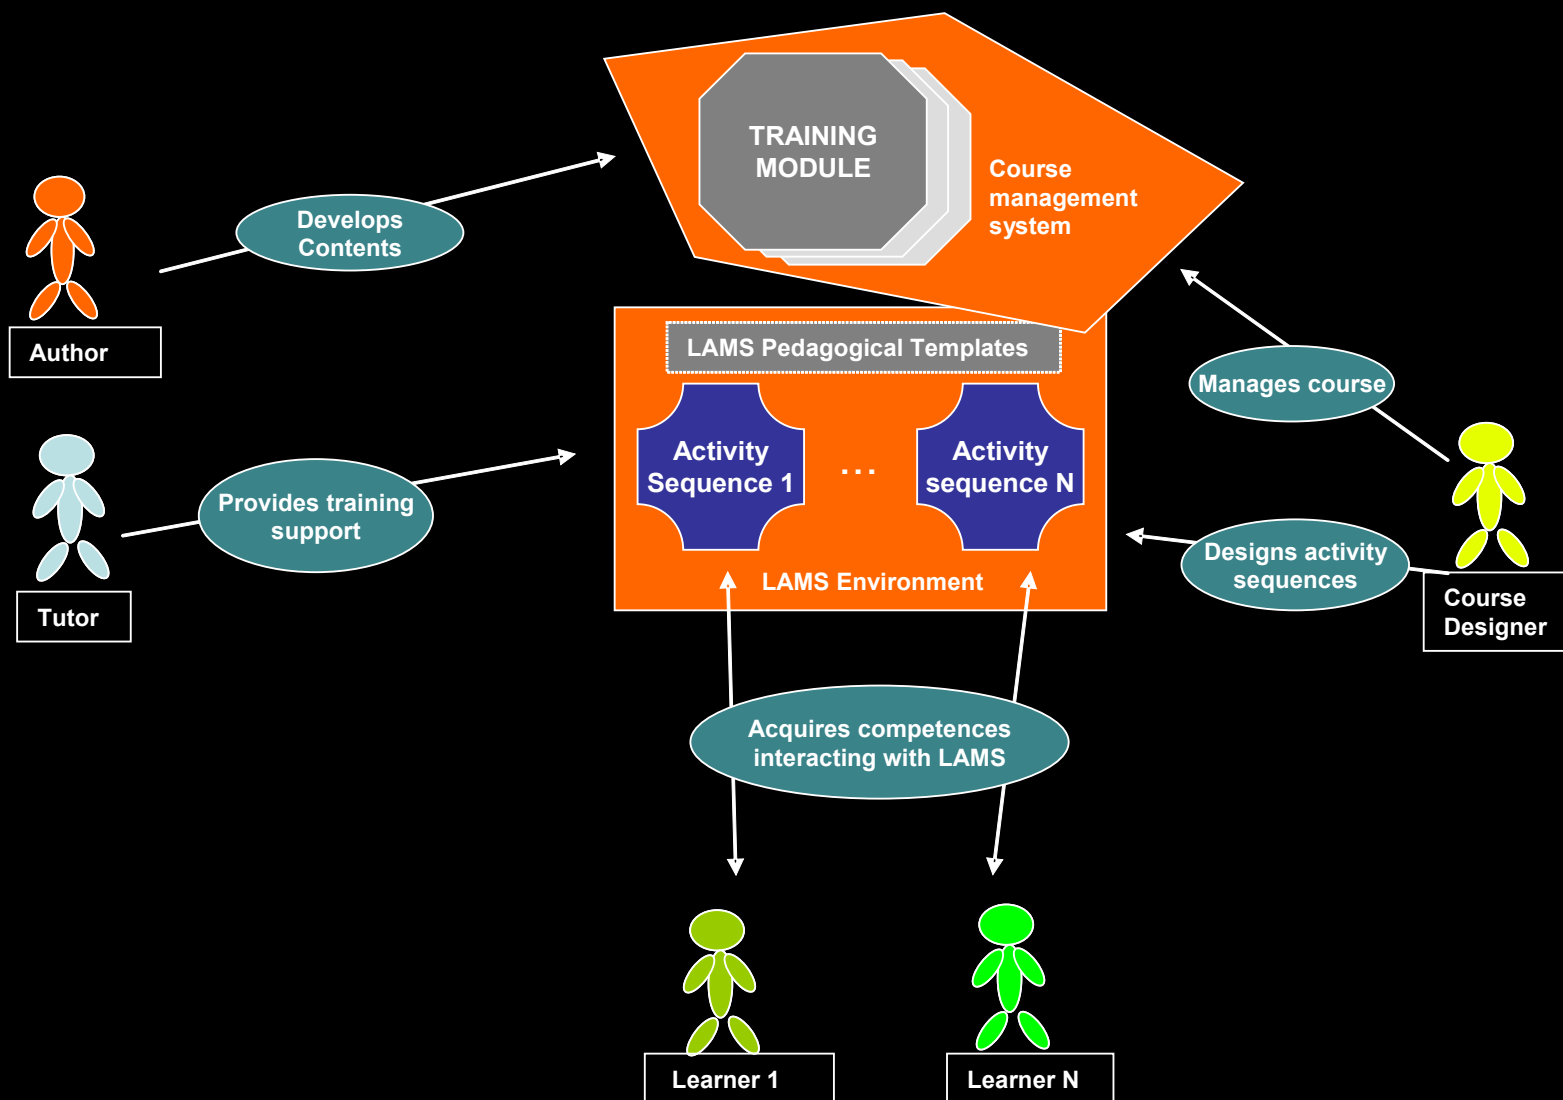 TRAINING
MODULE
Course
management
system
Develops
Contents
Author
LAMS Pedagogical Templates
Manages course
Activity
Sequence 1
...
Activity
sequence N
Provides training
support
Tutor
Designs activity
sequences
LAMS Environment
Course
Designer
Acquires competences
interacting with LAMS
Learner 1
Learner N